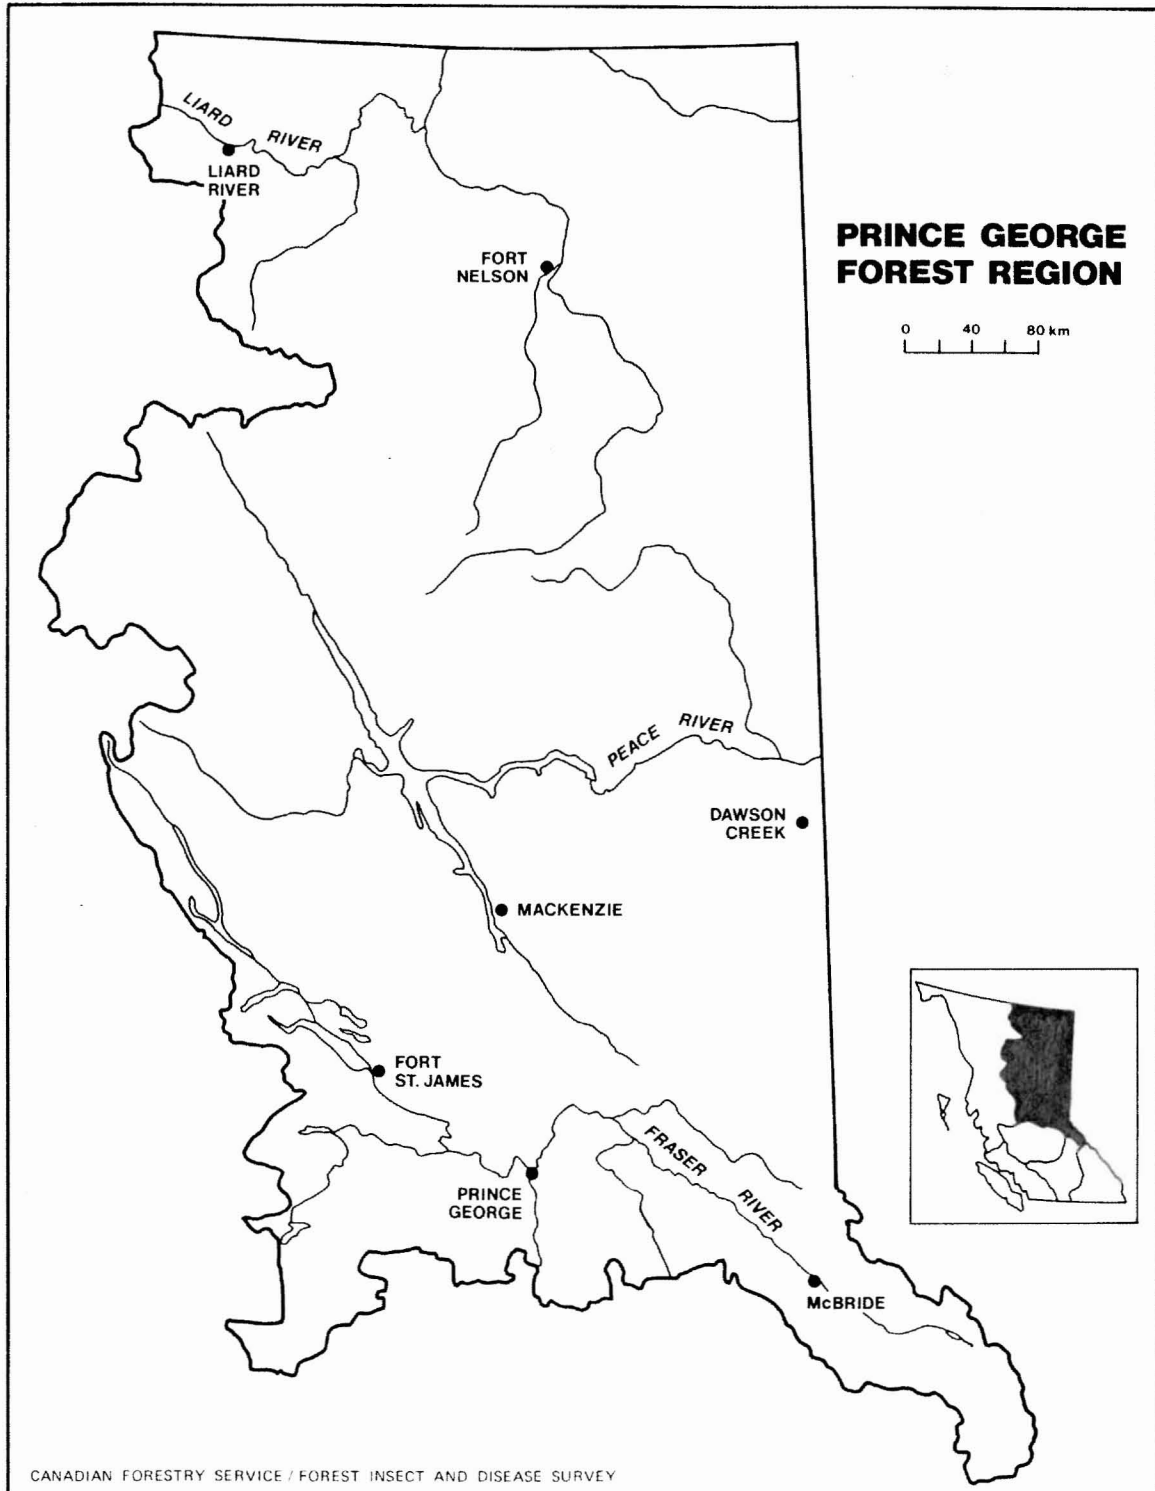 LIARD RIVER
LIARD
RIVER
FORT
NELSON
PRINCE GEORGE
FOREST REGION
0 40 80 km
PEACE RIVER
DAWSON
CREEK
MACKENZIE
FORT
ST. JAMES
FRASER RIVER
PRINCE
GEORGE
McBRIDE
CANADIAN FORESTRY SERVICE / FOREST INSECT AND DISEASE SURVEY